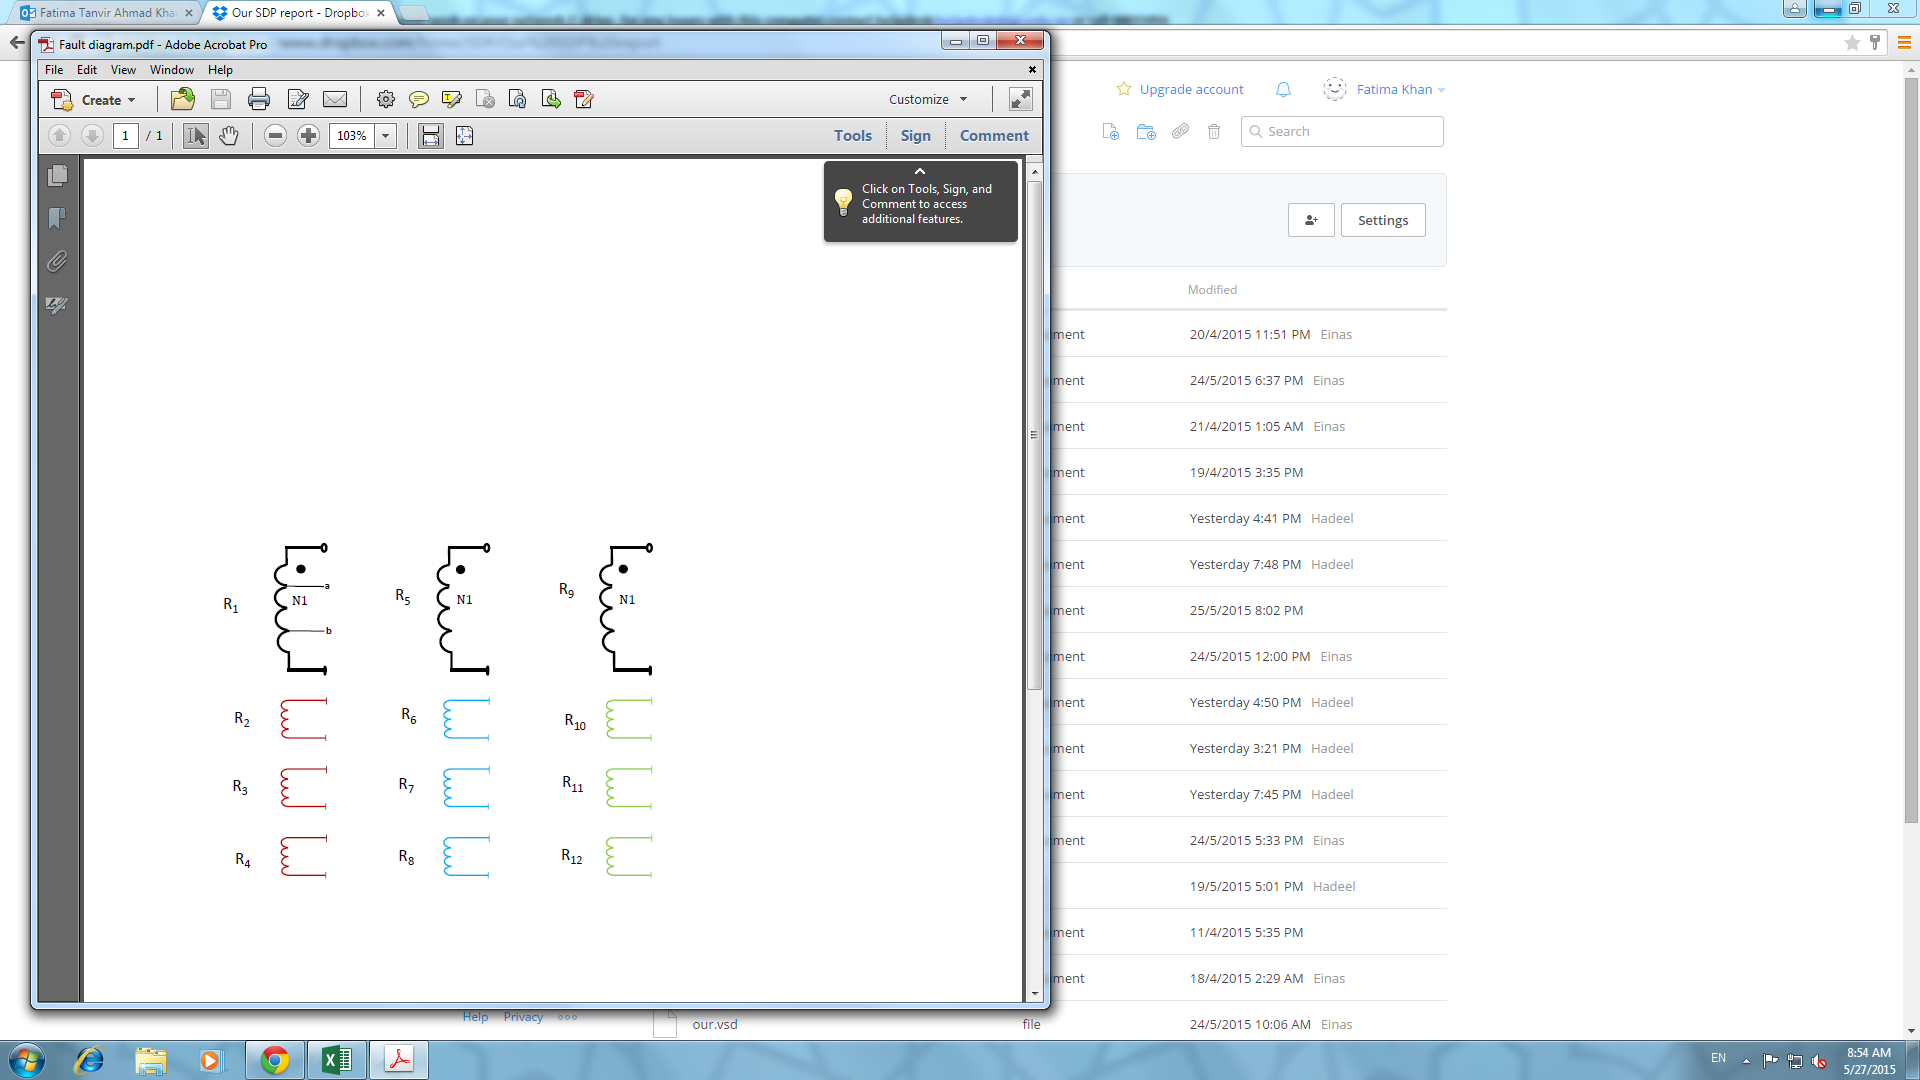 Fatima Tanvir Ahmad Kha
Our SDP report - Dropbox
Fault diagram.pdf - Adobe Acrobat Pro
File Edit View Window Help
Create
Customize
1 / 1
103%
Tools Sign Comment
Click on Tools, Sign, and
Comment to access
additional features.
a
N1
b
R1
R5
N1
R9
N1
R2
R6
R10
R3
R7
R11
R4
R8
R12
Upgrade account
Fatima Khan
Search
Settings
Modified
ment 20/4/2015 11:51 PM Einas
ment 24/5/2015 6:37 PM Einas
ment 21/4/2015 1:05 AM Einas
ment 19/4/2015 3:35 PM
ment Yesterday 4:41 PM Hadeel
ment Yesterday 7:48 PM Hadeel
ment 25/5/2015 8:02 PM
ment 24/5/2015 12:00 PM Einas
ment Yesterday 4:50 PM Hadeel
ment Yesterday 3:21 PM Hadeel
ment Yesterday 7:45 PM Hadeel
ment 24/5/2015 5:33 PM Einas
19/5/2015 5:01 PM Hadeel
ment 11/4/2015 5:35 PM
ment 18/4/2015 2:29 AM Einas
our.vsd file 24/5/2015 10:06 AM Einas
Help Privacy
EN
8:54 AM
5/27/2015